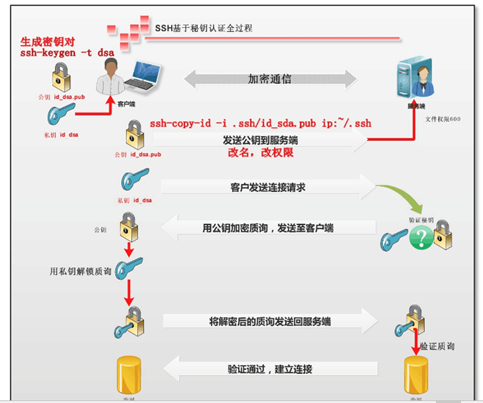 SSH基于秘钥认证全过程
生成密钥对
ssh-keygen -t dsa
公钥 id_dsa.pub
客户端
加密通信
服务端
私钥 id_dsa
文件权限600
ssh-copy-id -i .ssh/id_sda.pub ip:~/.ssh
发送公钥到服务端
改名，改权限
公钥 id_dsa.pub
客户发送连接请求
私钥 id_dsa
验证秘钥
公钥
用公钥加密质询，发送至客户端
用私钥解锁质询
将解密后的质询发送回服务端
验证质询
验证通过，建立连接